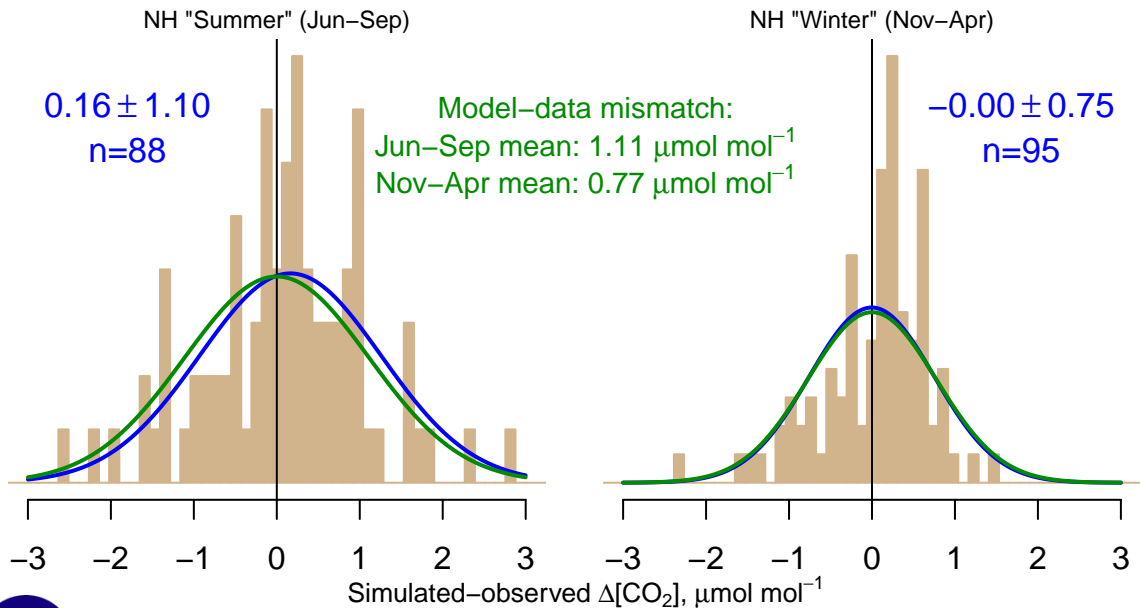 NH "Summer" (Jun−Sep)
NH "Winter" (Nov−Apr)
0.16 ± 1.10
n=88
Model−data mismatch:
Jun−Sep mean: 1.11 μmol mol⁻¹
Nov−Apr mean: 0.77 μmol mol⁻¹
−0.00 ± 0.75
n=95
−3 −2 −1 0 1 2 3
−3 −2 −1 0 1 2 3
Simulated−observed Δ[CO₂], μmol mol⁻¹